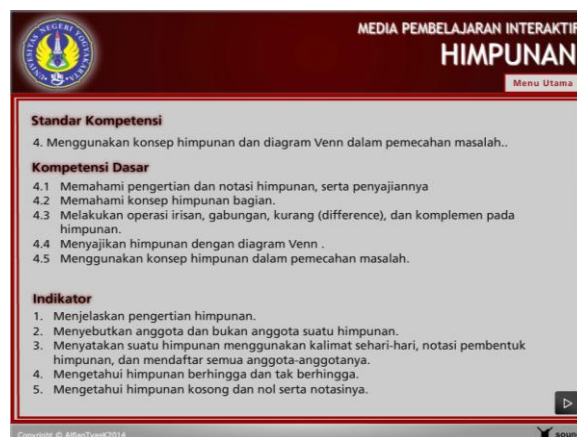 UNIVERSITAS NEGERI YOGYAKARTA
MEDIA PEMBELAJARAN INTERAKTIF
HIMPUNAN
Menu Utama
Standar Kompetensi
4. Menggunakan konsep himpunan dan diagram Venn dalam pemecahan masalah..
Kompetensi Dasar
4.1 Memahami pengertian dan notasi himpunan, serta penyajiannya
4.2 Memahami konsep himpunan bagian.
4.3 Melakukan operasi irisan, gabungan, kurang (difference), dan komplemen pada
himpunan.
4.4 Menyajikan himpunan dengan diagram Venn .
4.5 Menggunakan konsep himpunan dalam pemecahan masalah.
Indikator
1. Menjelaskan pengertian himpunan.
2. Menyebutkan anggota dan bukan anggota suatu himpunan.
3. Menyatakan suatu himpunan menggunakan kalimat sehari-hari, notasi pembentuk
himpunan, dan mendaftar semua anggota-anggotanya.
4. Mengetahui himpunan berhingga dan tak berhingga.
5. Mengetahui himpunan kosong dan nol serta notasinya.
Copyright ©